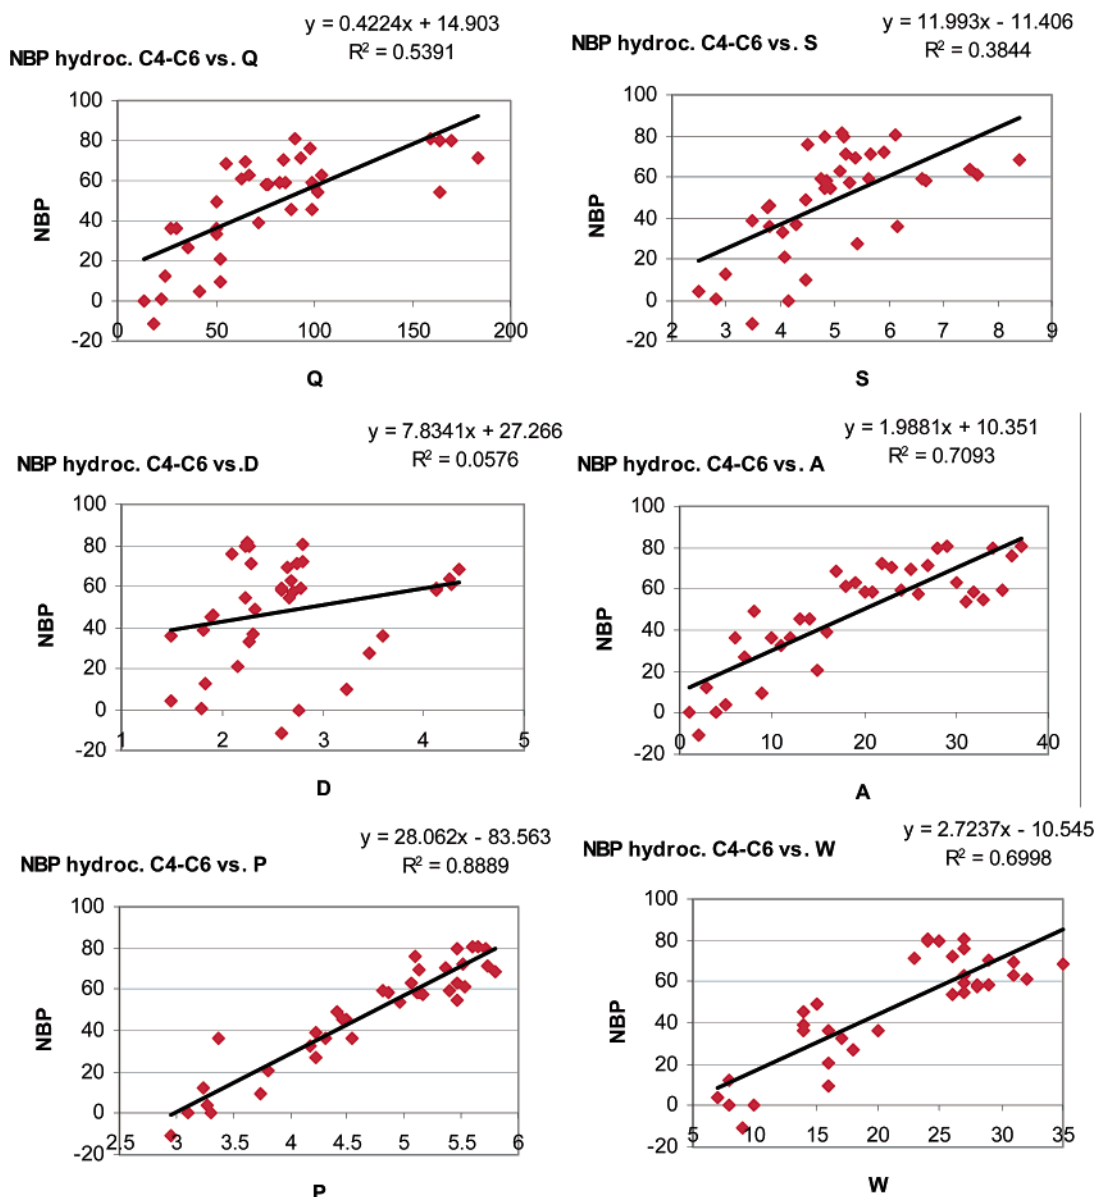 y = 0.4224x + 14.903
R² = 0.5391
NBP hydroc. C4-C6 vs. Q
NBP
100
80
60
40
20
0
-20
0 50 100 150 200
Q
y = 11.993x - 11.406
R² = 0.3844
NBP hydroc. C4-C6 vs. S
NBP
100
80
60
40
20
0
-20
2 3 4 5 6 7 8 9
S
y = 7.8341x + 27.266
R² = 0.0576
NBP hydroc. C4-C6 vs.D
NBP
100
80
60
40
20
0
-20
1 2 3 4 5
D
y = 1.9881x + 10.351
R² = 0.7093
NBP hydroc. C4-C6 vs. A
NBP
100
80
60
40
20
0
-20
0 10 20 30 40
A
y = 28.062x - 83.563
R² = 0.8889
NBP hydroc. C4-C6 vs. P
NBP
100
80
60
40
20
0
-20
2.5 3 3.5 4 4.5 5 5.5 6
P
y = 2.7237x - 10.545
R² = 0.6998
NBP hydroc. C4-C6 vs. W
NBP
100
80
60
40
20
0
-20
5 10 15 20 25 30 35
W